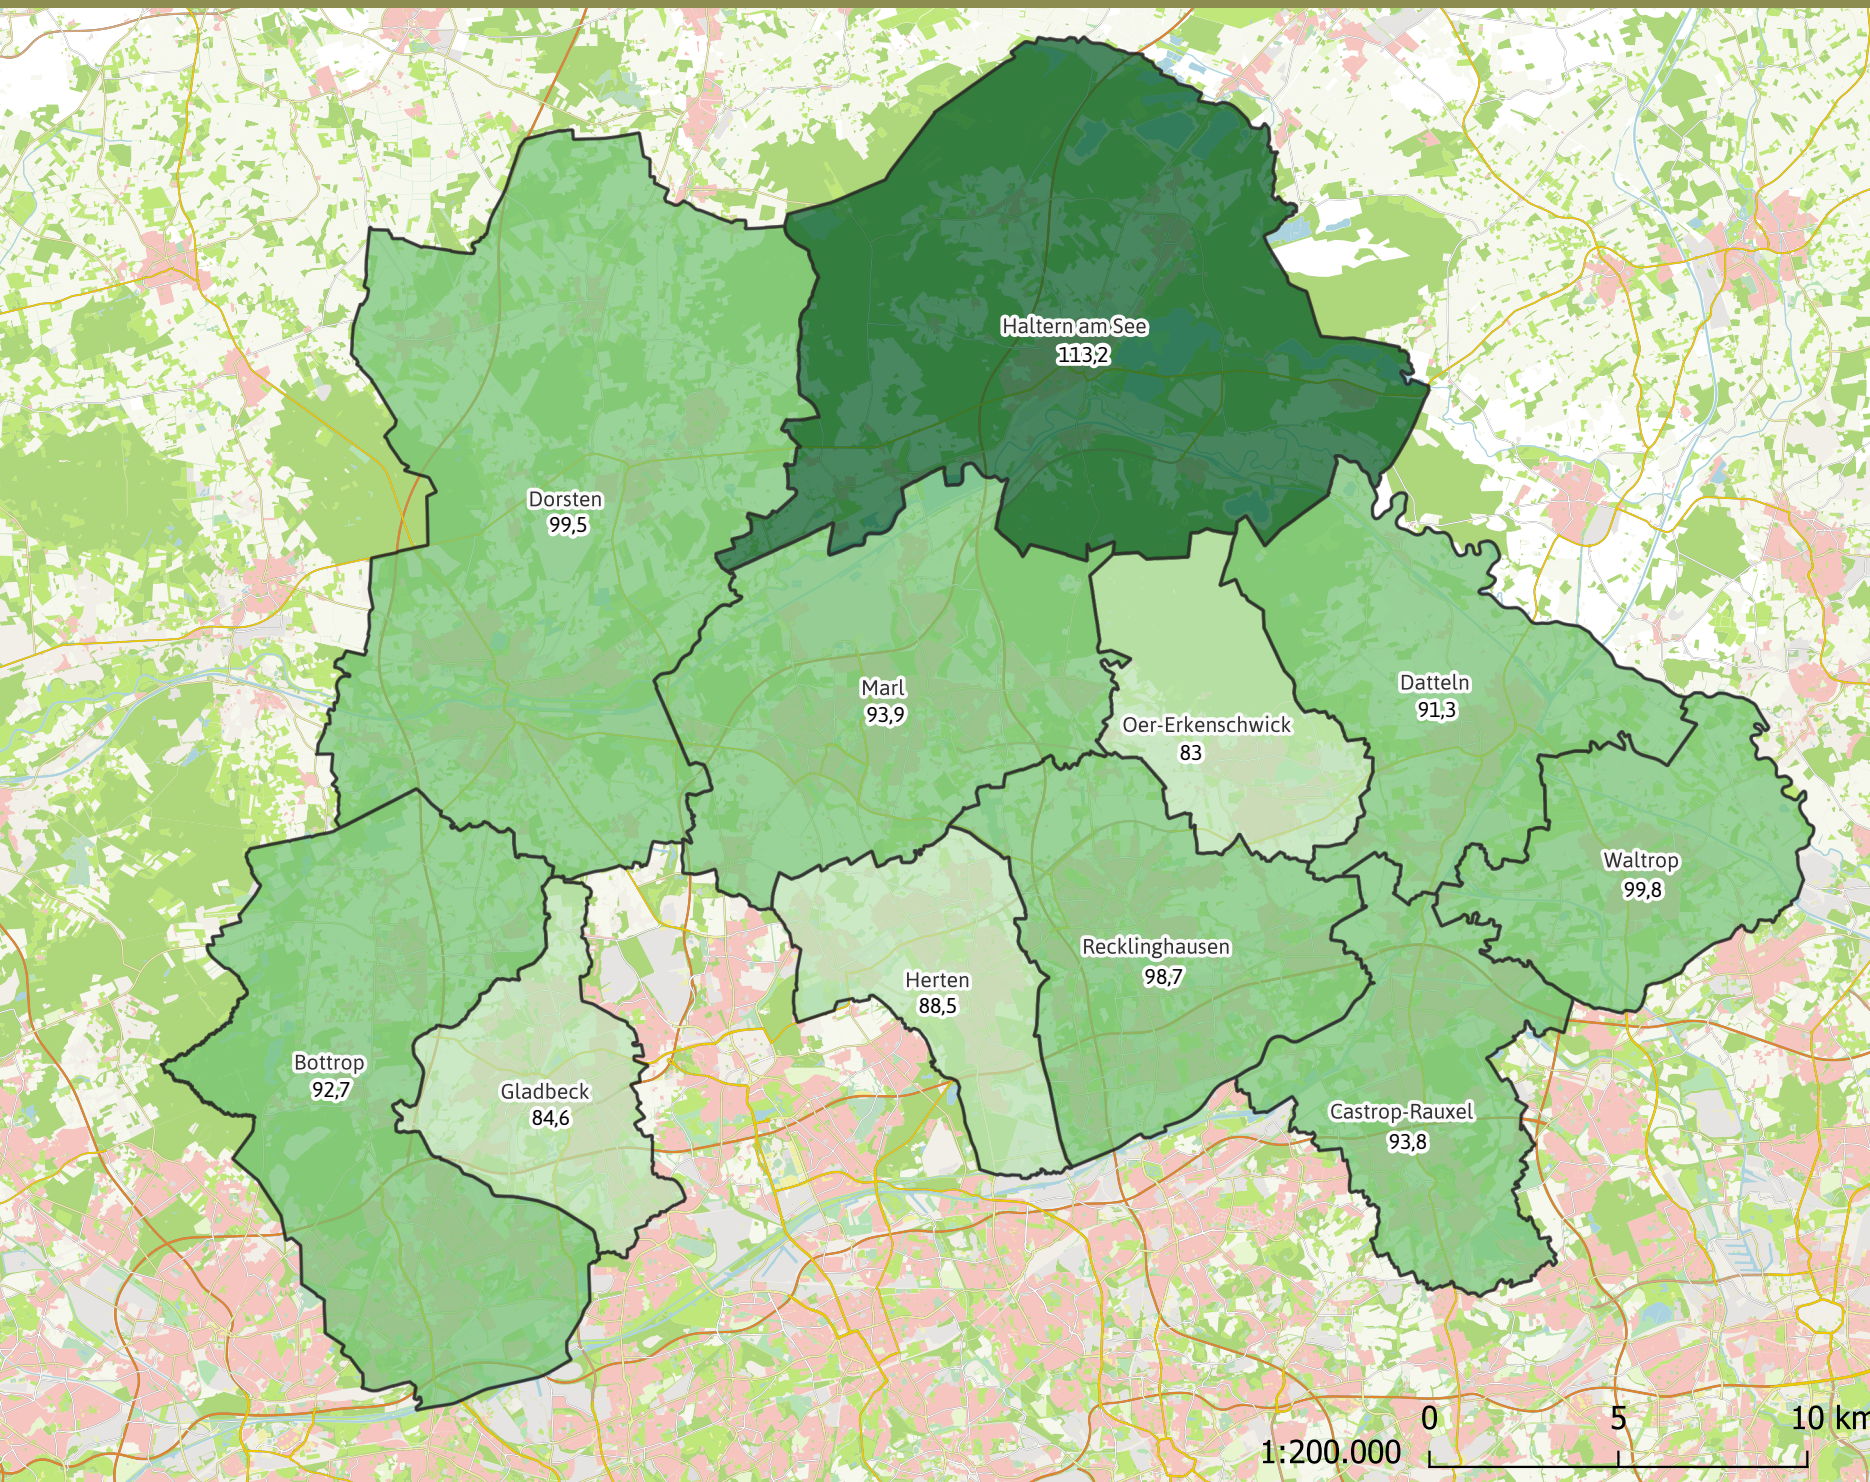 Haltern am See
113,2
Dorsten
99,5
Marl
93,9
Datteln
91,3
Oer-Erkenschwick
83
Waltrop
99,8
Recklinghausen
98,7
Herten
88,5
Bottrop
92,7
Gladbeck
84,6
Castrop-Rauxel
93,8
0 5 10 km
1:200.000